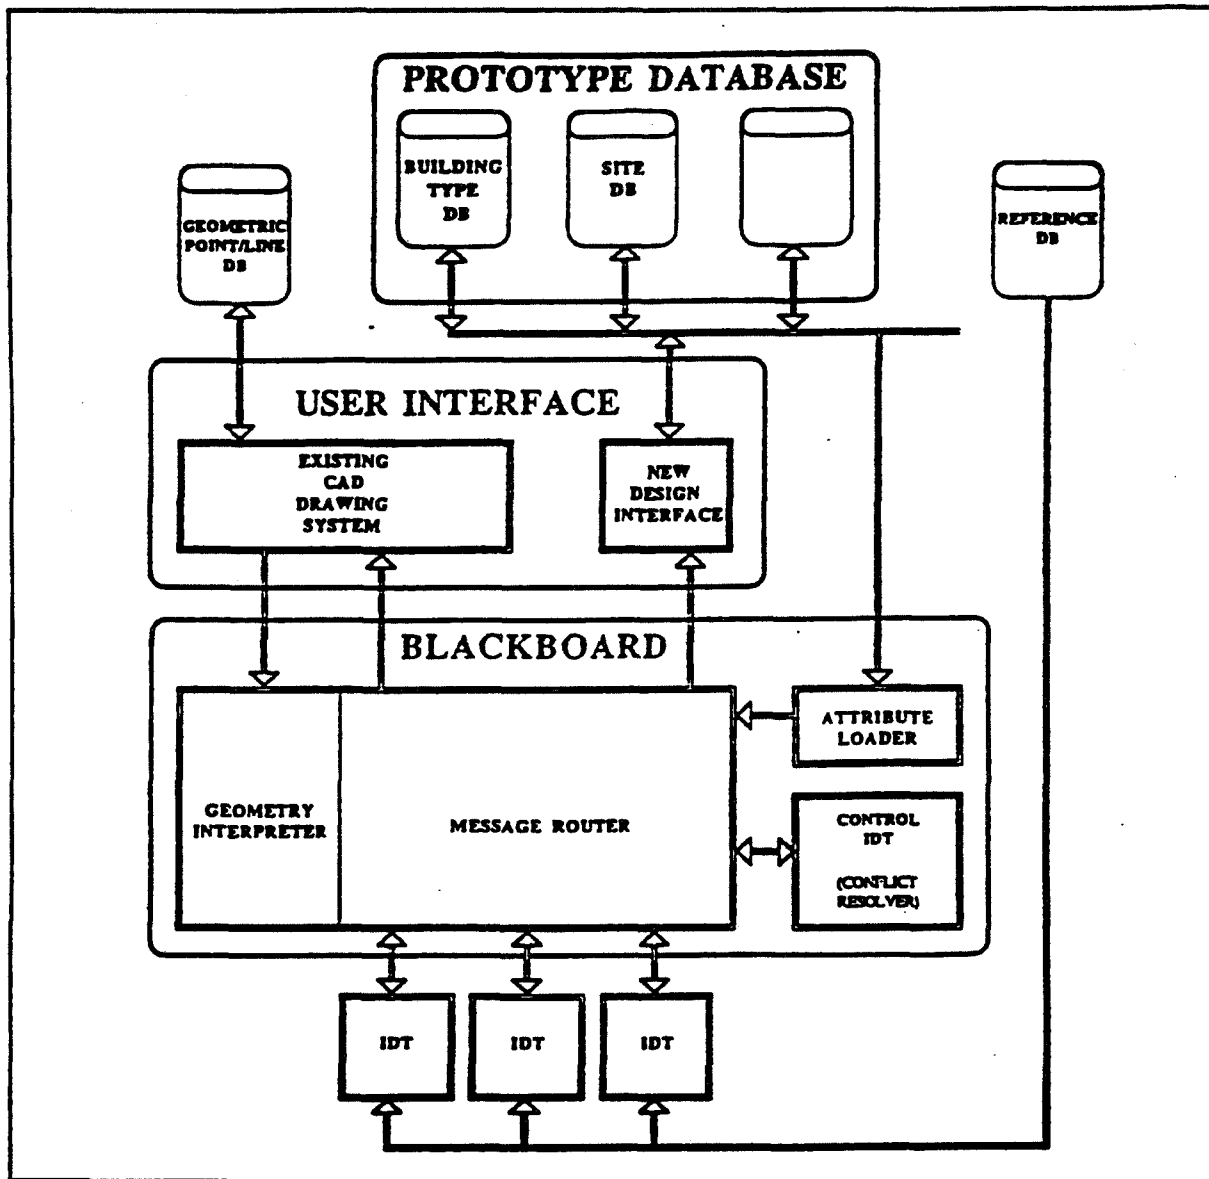 PROTOTYPE DATABASE
BUILDING
TYPE
DB
SITE
DB
GEOMETRIC
POINT/LINE
DB
REFERENCE
DB
USER INTERFACE
EXISTING
CAD
DRAWING
SYSTEM
NEW
DESIGN
INTERFACE
BLACKBOARD
ATTRIBUTE
LOADER
GEOMETRY
INTERPRETER
MESSAGE ROUTER
CONTROL
IDT
(CONFLICT
RESOLVER)
IDT
IDT
IDT